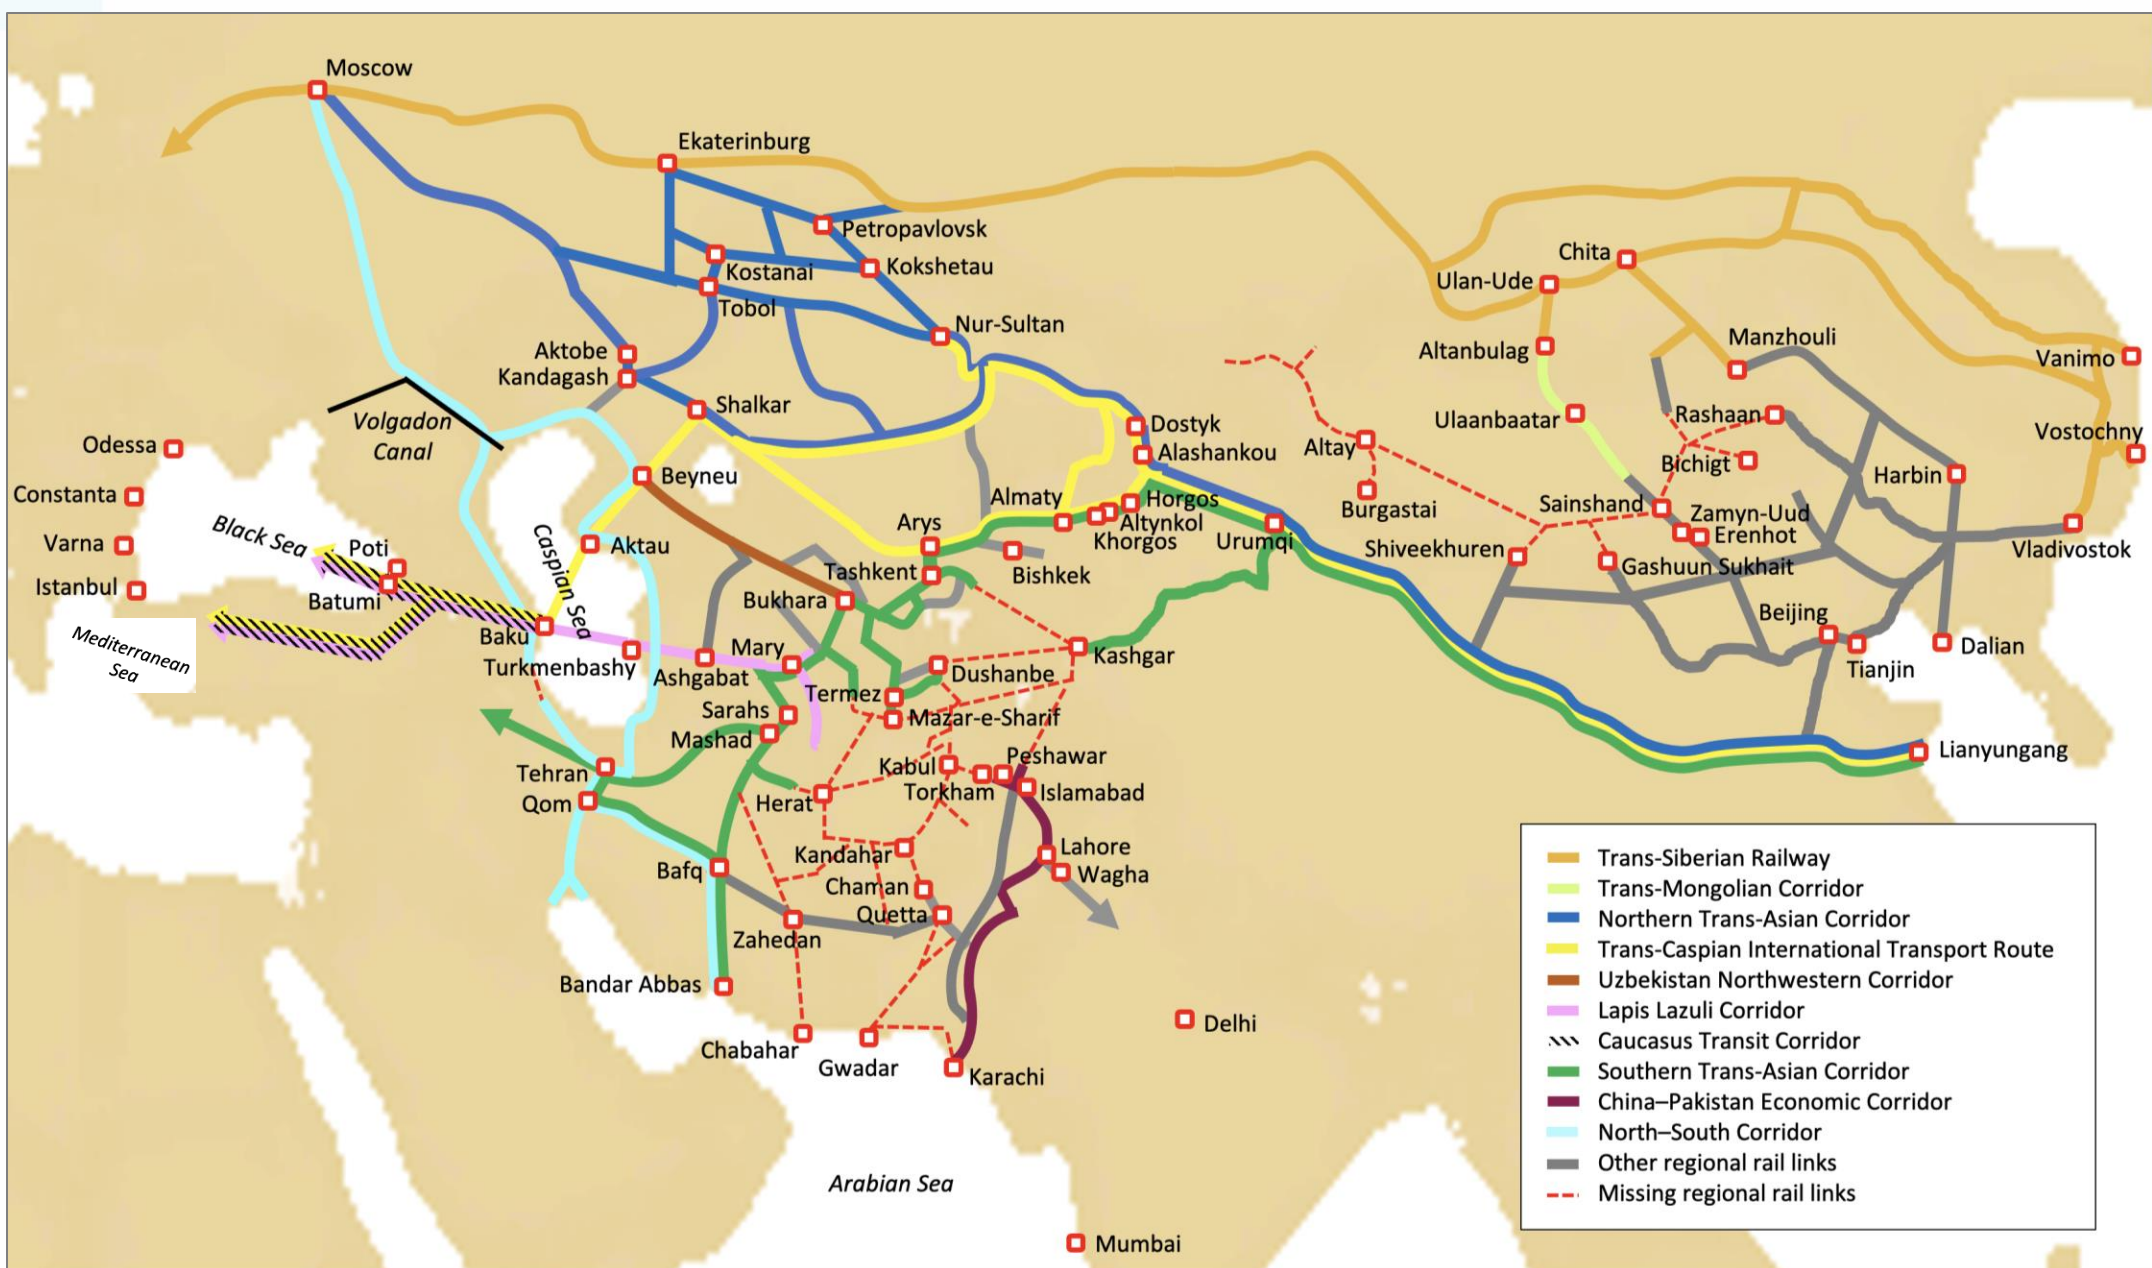 Moscow
Ekaterinburg
Petropavlovsk
Kostanai
Kokshetau
Tobol
Nur-Sultan
Chita
Ulan-Ude
Altanbulag
Manzhouli
Vanimo
Aktobe
Kandagash
Shalkar
Volgadon
Canal
Dostyk
Alashankou
Ulaanbaatar
Rashaan
Vostochny
Odessa
Altay
Bichigt
Harbin
Constanta
Beyneu
Almaty
Horgos
Burgastai
Sainshand
Zamyn-Uud
Black Sea
Caspian Sea
Arys
Altynkol
Khorgos
Urumqi
Erenhot
Varna
Poti
Aktau
Shiveekhuren
Vladivostok
Tashkent
Bishkek
Gashuun Sukhait
Istanbul
Batumi
Bukhara
Beijing
Mediterranean
Sea
Baku
Turkmenbashy
Mary
Ashgabat
Kashgar
Dushanbe
Tianjin
Dalian
Termez
Sarahs
Mazar-e-Sharif
Mashad
Lianyungang
Tehran
Kabul
Peshawar
Qom
Herat
Torkham
Islamabad
Kandahar
Lahore
Bafq
Chaman
Wagha
Quetta
Zahedan
Bandar Abbas
Delhi
Chabahar
Gwadar
Karachi
Arabian Sea
Mumbai
Trans-Siberian Railway
Trans-Mongolian Corridor
Northern Trans-Asian Corridor
Trans-Caspian International Transport Route
Uzbekistan Northwestern Corridor
Lapis Lazuli Corridor
Caucasus Transit Corridor
Southern Trans-Asian Corridor
China–Pakistan Economic Corridor
North–South Corridor
Other regional rail links
Missing regional rail links